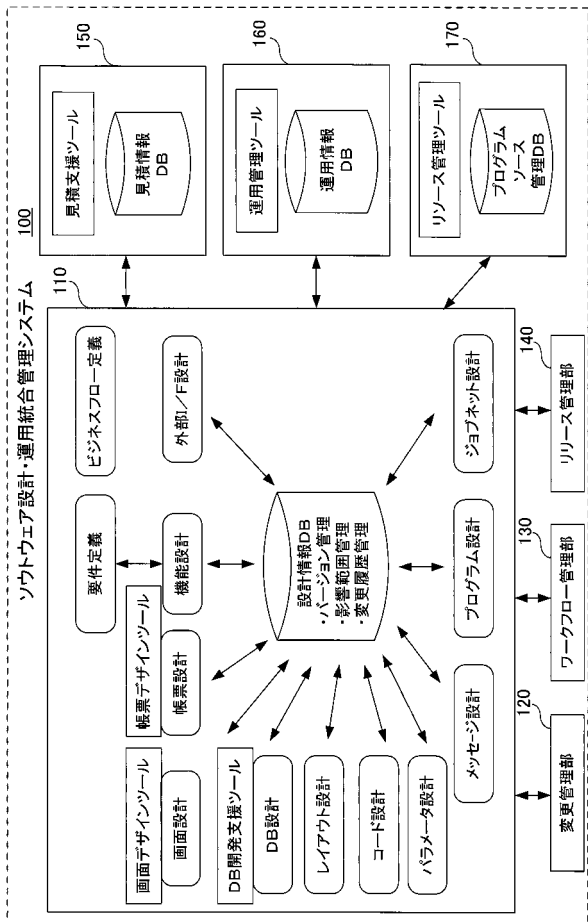 ソウトウェア設計・運用統合管理システム
100
110
要件定義
ビジネスフロー定義
画面デザインツール
画面設計
帳票デザインツール
帳票設計
機能設計
外部I/F設計
DB開発支援ツール
DB設計
レイアウト設計
コード設計
パラメータ設計
設計情報DB
・バージョン管理
・影響範囲管理
・変更履歴管理
メッセージ設計
プログラム設計
ジョブネット設計
120
変更管理部
130
ワークフロー管理部
140
リリース管理部
150
見積支援ツール
見積情報
DB
160
運用管理ツール
運用情報
DB
170
リソース管理ツール
プログラム
ソース
管理DB